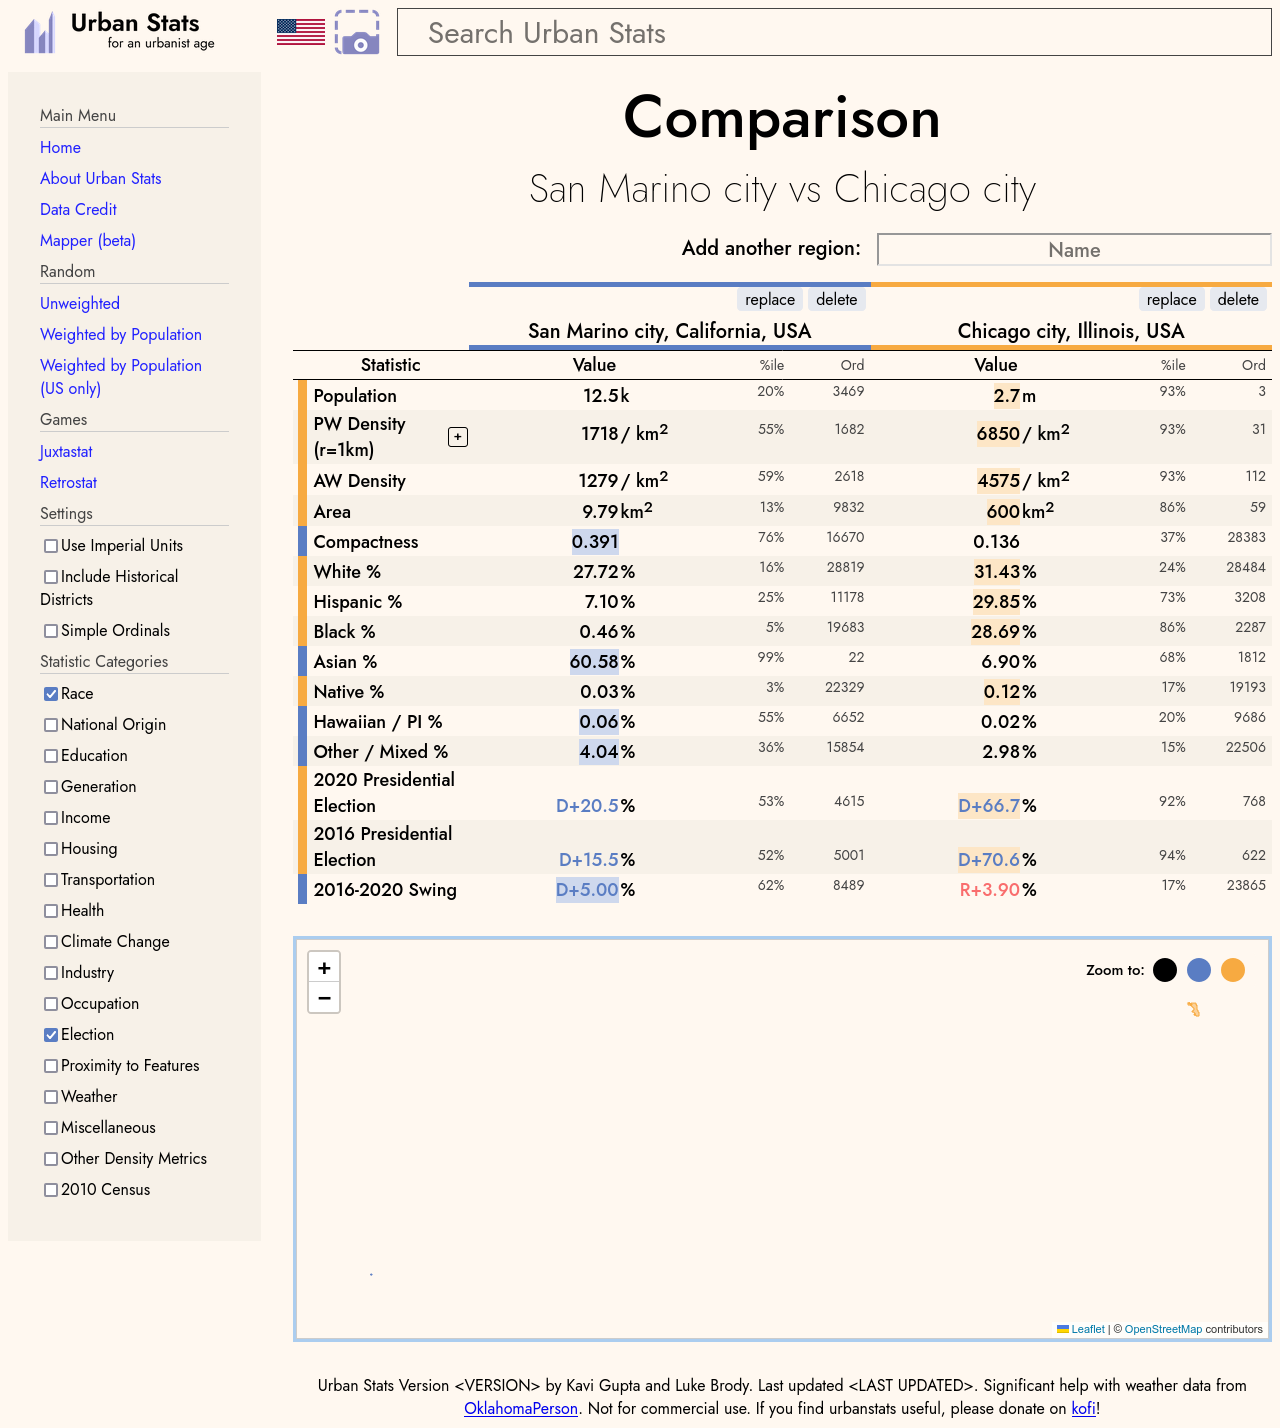 Urban Stats
for an urbanist age
Search Urban Stats
Main Menu
Home
About Urban Stats
Data Credit
Mapper (beta)
Random
Unweighted
Weighted by Population
Weighted by Population
(US only)
Games
Juxtastat
Retrostat
Settings
Use Imperial Units
Include Historical
Districts
Simple Ordinals
Statistic Categories
Race
National Origin
Education
Generation
Income
Housing
Transportation
Health
Climate Change
Industry
Occupation
Election
Proximity to Features
Weather
Miscellaneous
Other Density Metrics
2010 Census
Comparison
San Marino city vs Chicago city
Add another region: Name
replace delete replace delete
San Marino city, California, USA Chicago city, Illinois, USA
Statistic Value %ile Ord Value %ile Ord
Population 12.5k 20% 3469 2.7m 93% 3
PW Density
(r=1km) + 1718/ km² 55% 1682 6850/ km² 93% 31
AW Density 1279/ km² 59% 2618 4575/ km² 93% 112
Area 9.79km² 13% 9832 600km² 86% 59
Compactness 0.391 76% 16670 0.136 37% 28383
White % 27.72% 16% 28819 31.43% 24% 28484
Hispanic % 7.10% 25% 11178 29.85% 73% 3208
Black % 0.46% 5% 19683 28.69% 86% 2287
Asian % 60.58% 99% 22 6.90% 68% 1812
Native % 0.03% 3% 22329 0.12% 17% 19193
Hawaiian / PI % 0.06% 55% 6652 0.02% 20% 9686
Other / Mixed % 4.04% 36% 15854 2.98% 15% 22506
2020 Presidential
Election D+20.5% 53% 4615 D+66.7% 92% 768
2016 Presidential
Election D+15.5% 52% 5001 D+70.6% 94% 622
2016-2020 Swing D+5.00% 62% 8489 R+3.90% 17% 23865
+
−
Zoom to:
Leaflet | © OpenStreetMap contributors
Urban Stats Version <VERSION> by Kavi Gupta and Luke Brody. Last updated <LAST UPDATED>. Significant help with weather data from
OklahomaPerson. Not for commercial use. If you find urbanstats useful, please donate on kofi!